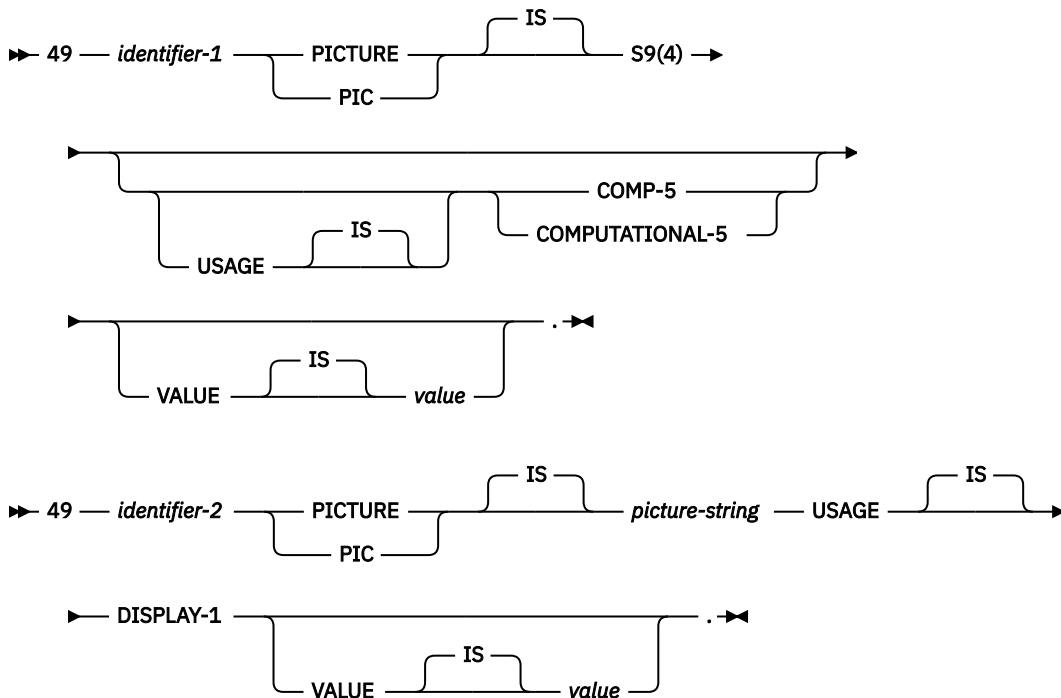 IS
49 identifier-1 PICTURE S9(4)
PIC
COMP-5
IS
COMPUTATIONAL-5
USAGE
.
IS
VALUE value
IS IS
49 identifier-2 PICTURE picture-string USAGE
PIC
DISPLAY-1 .
IS
VALUE value